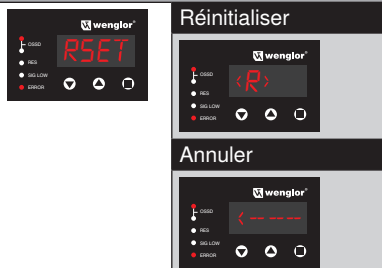 wenglor®
OSSD
RES
SIG LOW
ERROR
RSET
Réinitialiser
wenglor®
OSSD
RES
SIG LOW
ERROR
<R>
Annuler
wenglor®
OSSD
RES
SIG LOW
ERROR
<-----